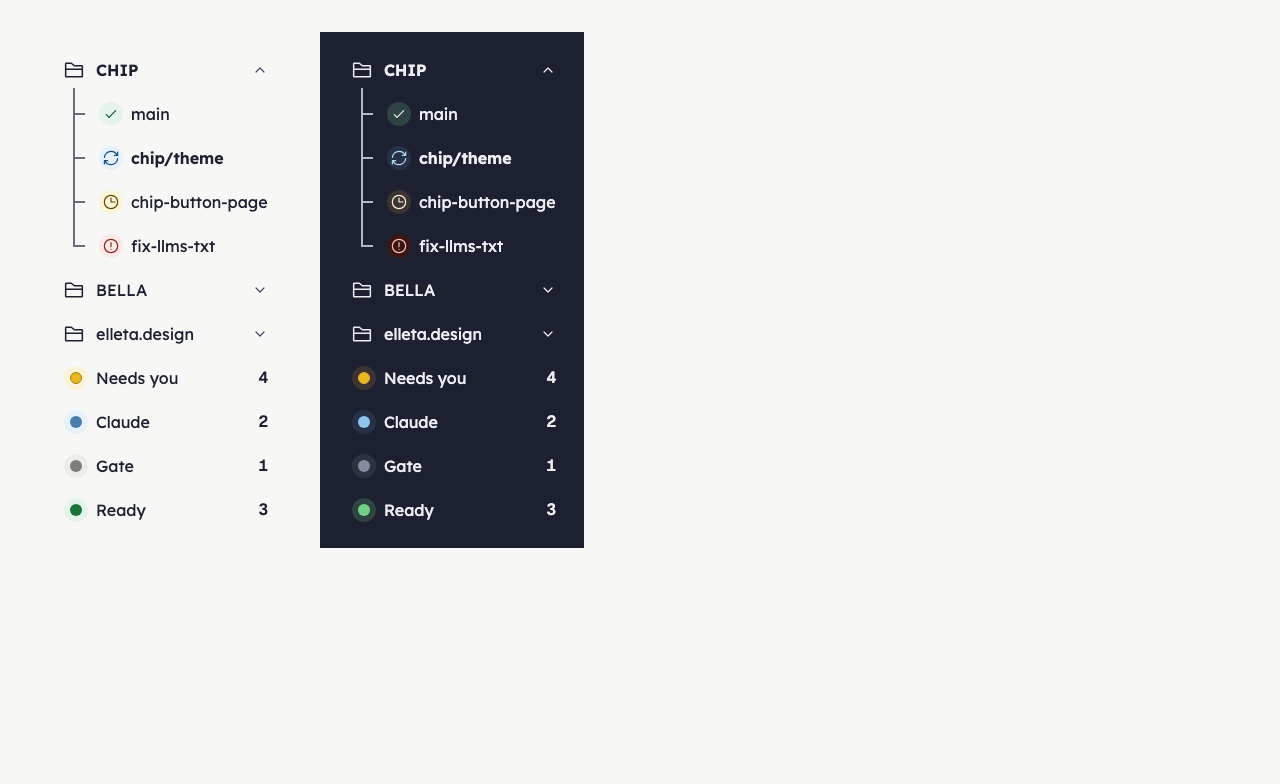 CHIP
main
chip/theme
chip-button-page
fix-llms-txt
BELLA
elleta.design
Needs you 4
Claude 2
Gate 1
Ready 3
CHIP
main
chip/theme
chip-button-page
fix-llms-txt
BELLA
elleta.design
Needs you 4
Claude 2
Gate 1
Ready 3